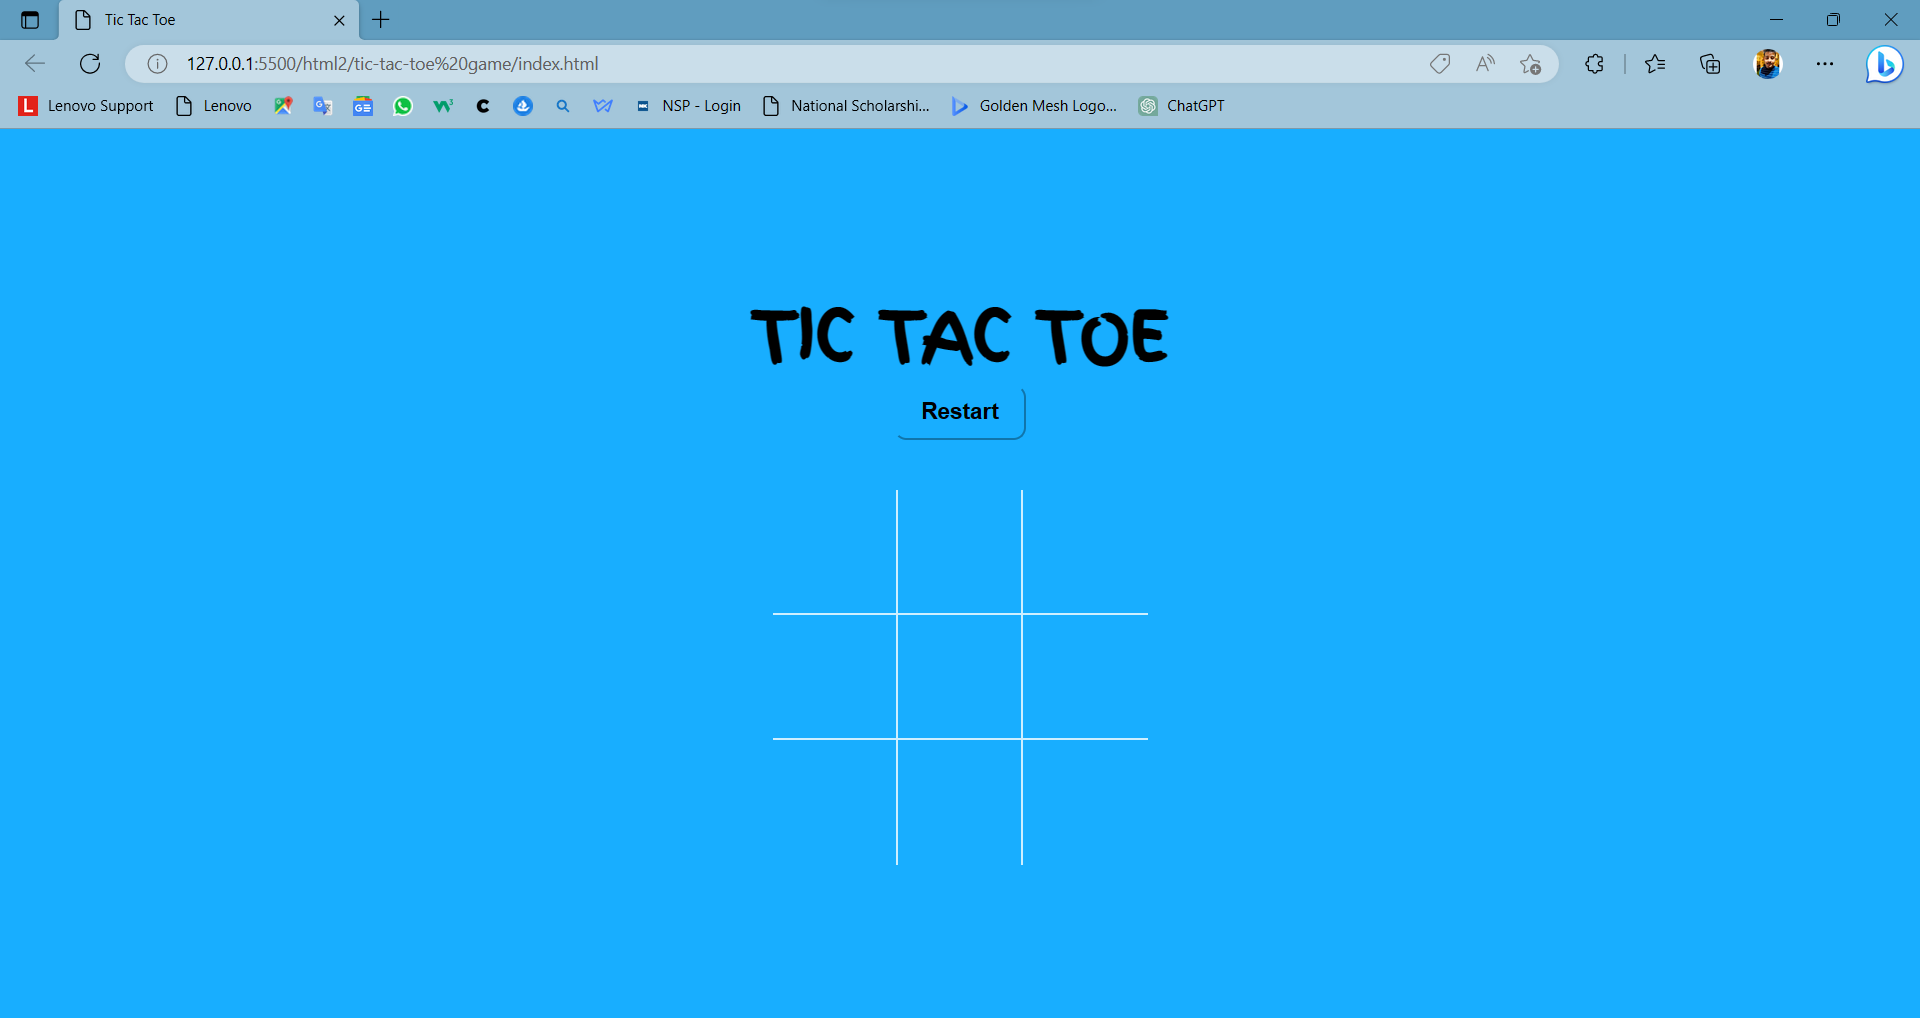 Tic Tac Toe
127.0.0.1:5500/html2/tic-tac-toe%20game/index.html
Lenovo Support Lenovo NSP - Login National Scholarshi... Golden Mesh Logo... ChatGPT
TIC TAC TOE
Restart